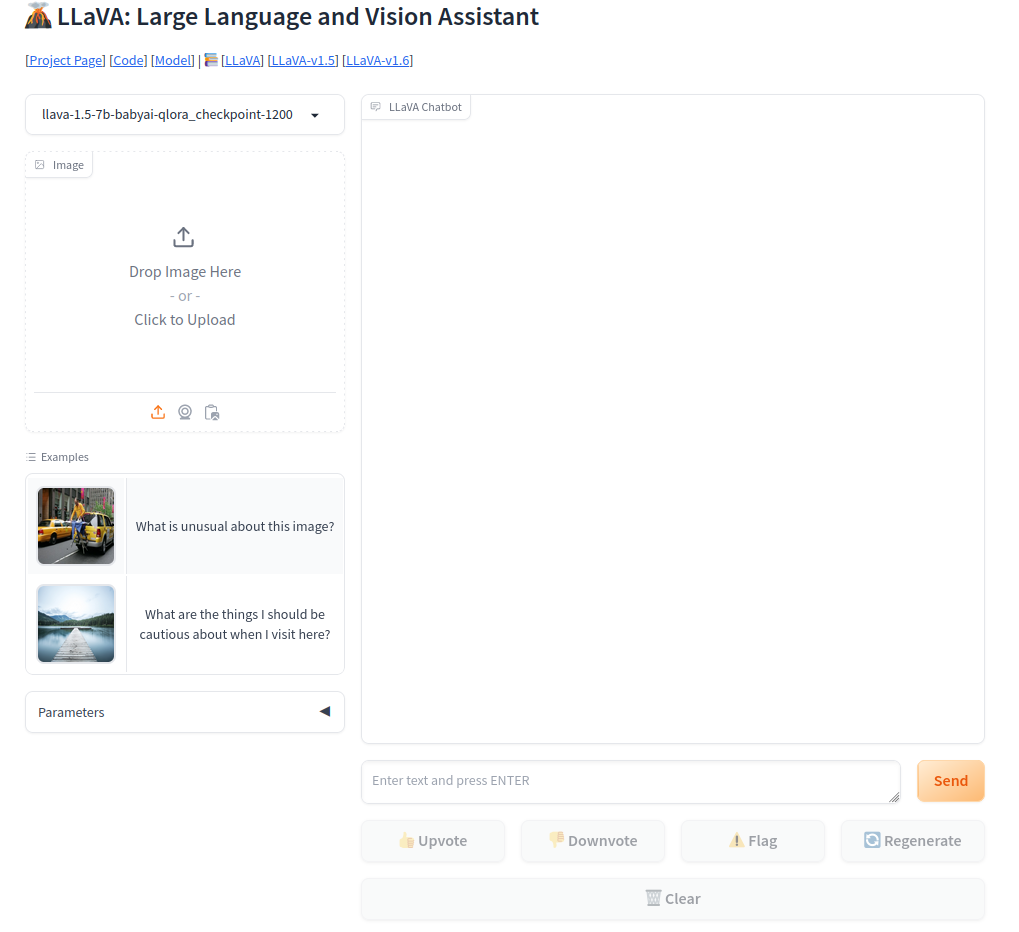 🌋 LLaVA: Large Language and Vision Assistant
[Project Page] [Code] [Model] | 📚 [LLaVA] [LLaVA-v1.5] [LLaVA-v1.6]
llava-1.5-7b-babyai-qlora_checkpoint-1200
Image
Drop Image Here
- or -
Click to Upload
Examples
What is unusual about this image?
What are the things I should be
cautious about when I visit here?
Parameters
LLaVA Chatbot
Enter text and press ENTER
Send
👍 Upvote
👎 Downvote
⚠️ Flag
🔄 Regenerate
🗑️ Clear